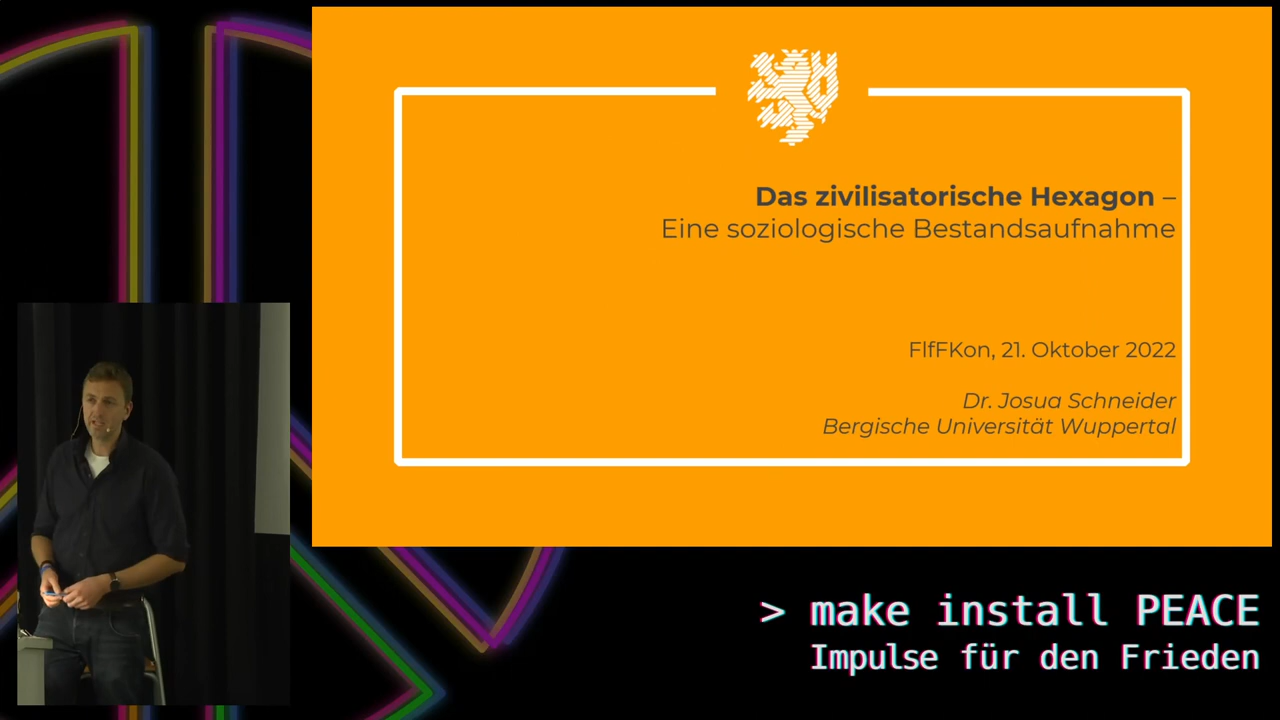 Das zivilisatorische Hexagon –
Eine soziologische Bestandsaufnahme
FIfFKon, 21. Oktober 2022
Dr. Josua Schneider
Bergische Universität Wuppertal
> make install PEACE
Impulse für den Frieden